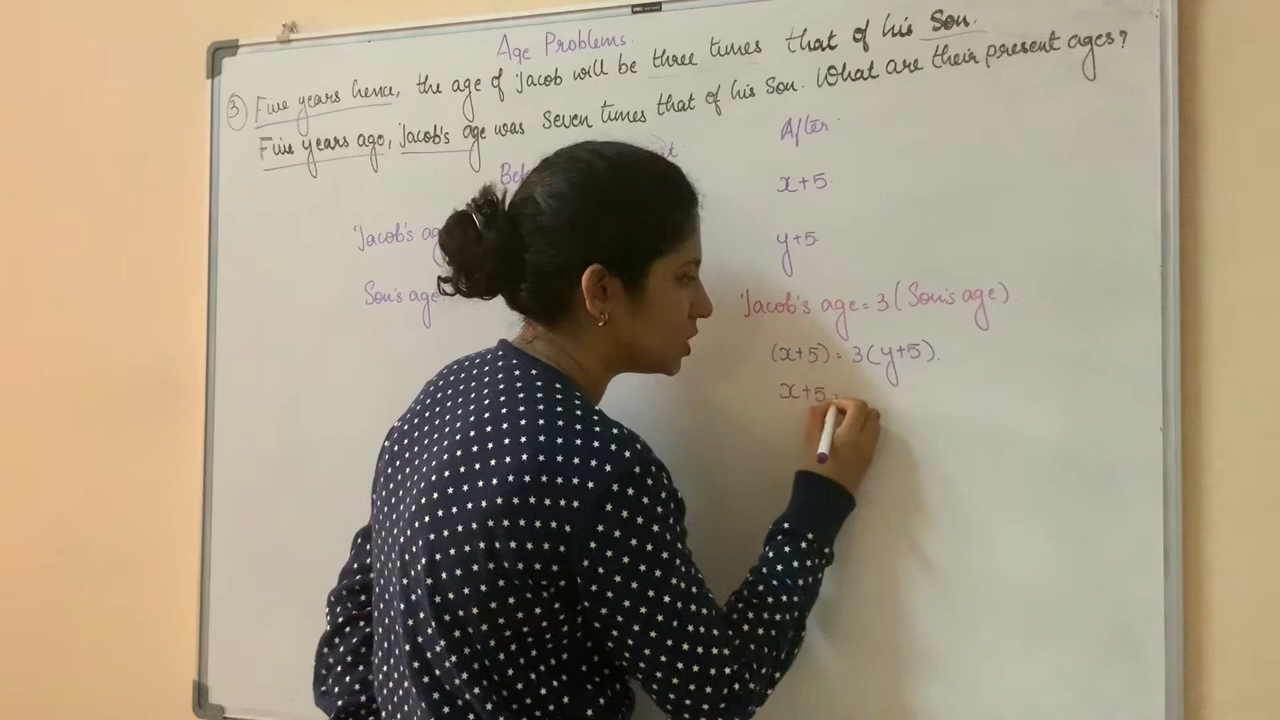 Age Problems.
3 Five years hence, the age of Jacob will be three times that of his Son.
Five years ago, Jacob's age was seven times that of his Son. What are their present ages?
After
x+5.
Jacob's
y+5.
Son's age
Jacob's age = 3(Son's age).
(x+5) = 3(y+5).
x+5 =